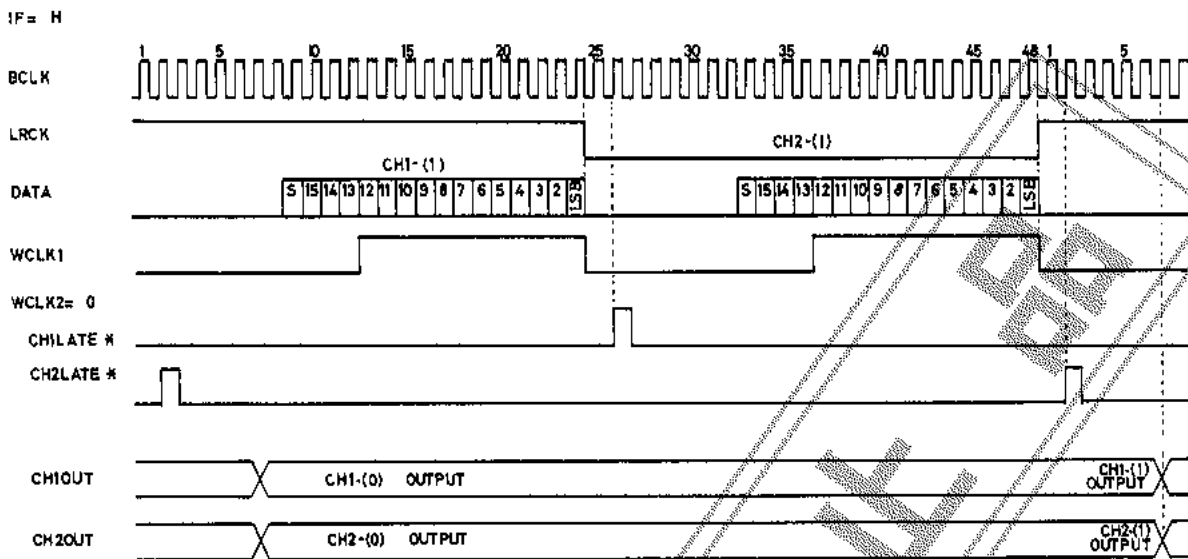 IF= H
1 5 10 15 20 25 30 35 40 45 48 1 5
BCLK
LRCK
CH1-(1)
CH2-(1)
DATA
S 15 14 13 12 11 10 9 8 7 6 5 4 3 2 LSB
S 15 14 13 12 11 10 9 8 7 6 5 4 3 2 LSB
WCLK1
WCLK2= 0
CH1LATE *
CH2LATE *
CH1OUT
CH1-(0) OUTPUT
CH1-(1)
OUTPUT
CH2OUT
CH2-(0) OUTPUT
CH2-(1)
OUTPUT